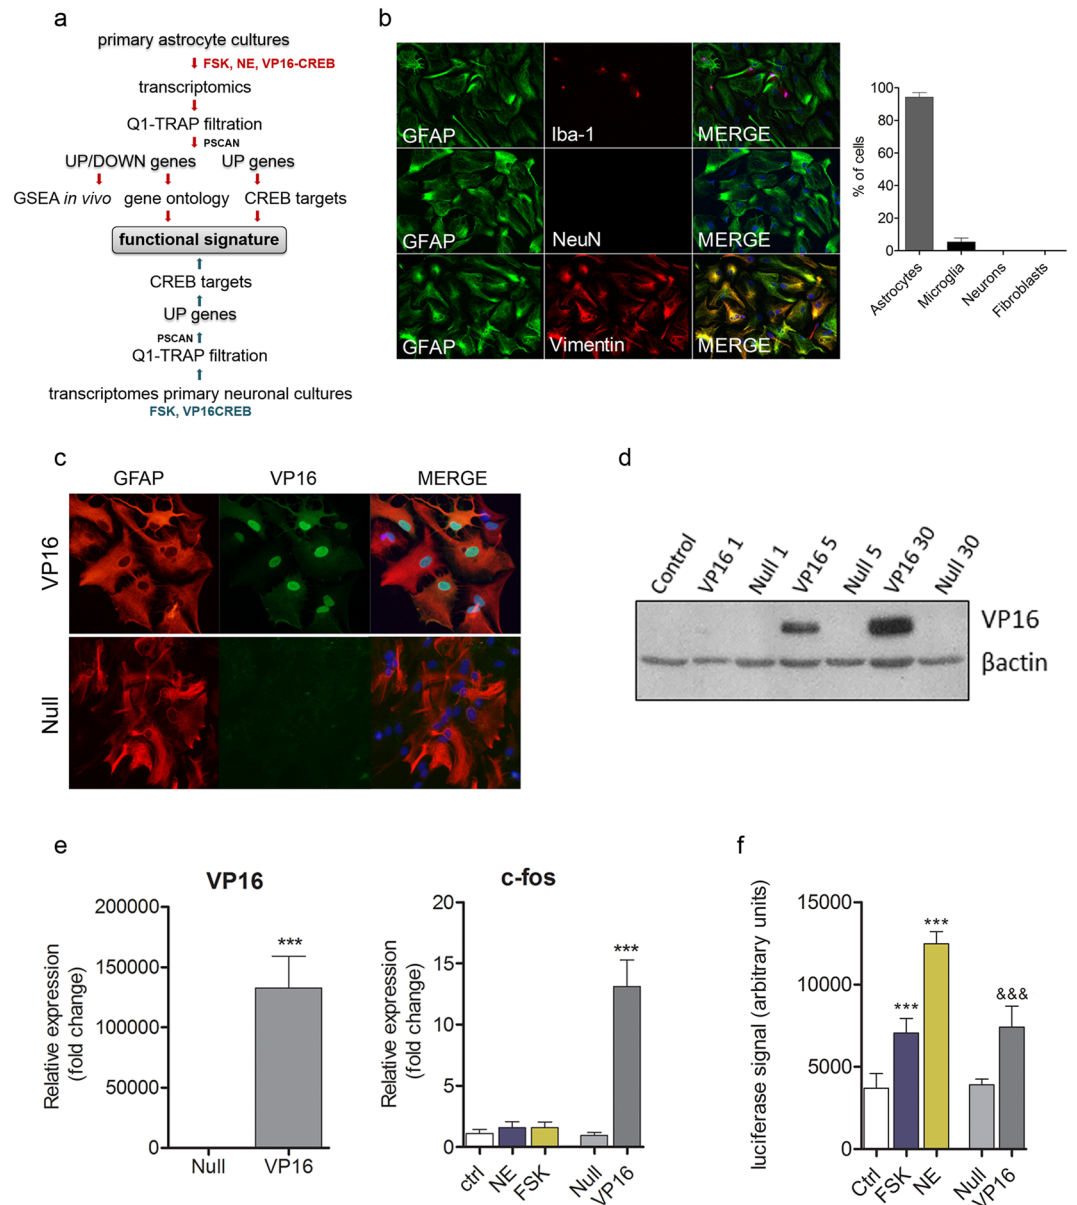 a
primary astrocyte cultures
FSK, NE, VP16-CREB
transcriptomics
Q1-TRAP filtration
PSCAN
UP/DOWN genes UP genes
GSEA in vivo gene ontology CREB targets
functional signature
CREB targets
UP genes
PSCAN
Q1-TRAP filtration
transcriptomes primary neuronal cultures
FSK, VP16CREB
b
GFAP Iba-1 MERGE
GFAP NeuN MERGE
GFAP Vimentin MERGE
% of cells
100
80
60
40
20
0
Astrocytes Microglia Neurons Fibroblasts
c
GFAP VP16 MERGE
VP16
Null
d
Control VP16 1 Null 1 VP16 5 Null 5 VP16 30 Null 30
VP16
βactin
e
VP16
Relative expression
(fold change)
200000
150000
100000
50000
0
***
Null VP16
c-fos
Relative expression
(fold change)
20
15
10
5
0
***
ctrl NE FSK Null VP16
f
luciferase signal (arbitrary units)
15000
10000
5000
0
***
***
&&&
Ctrl FSK NE Null VP16